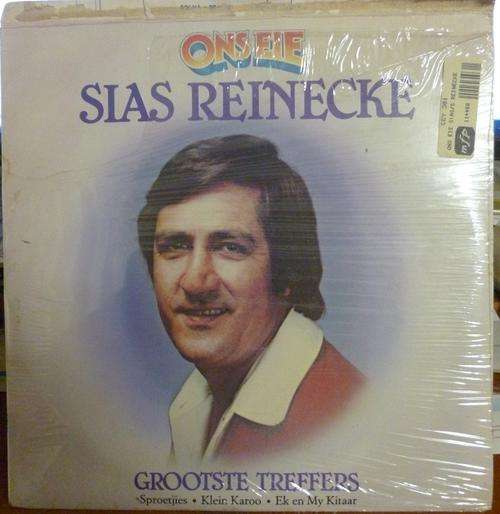 ONS EIE
SIAS REINECKE
GROOTSTE TREFFERS
Sproetjies • Klein Karoo • Ek en My Kitaar